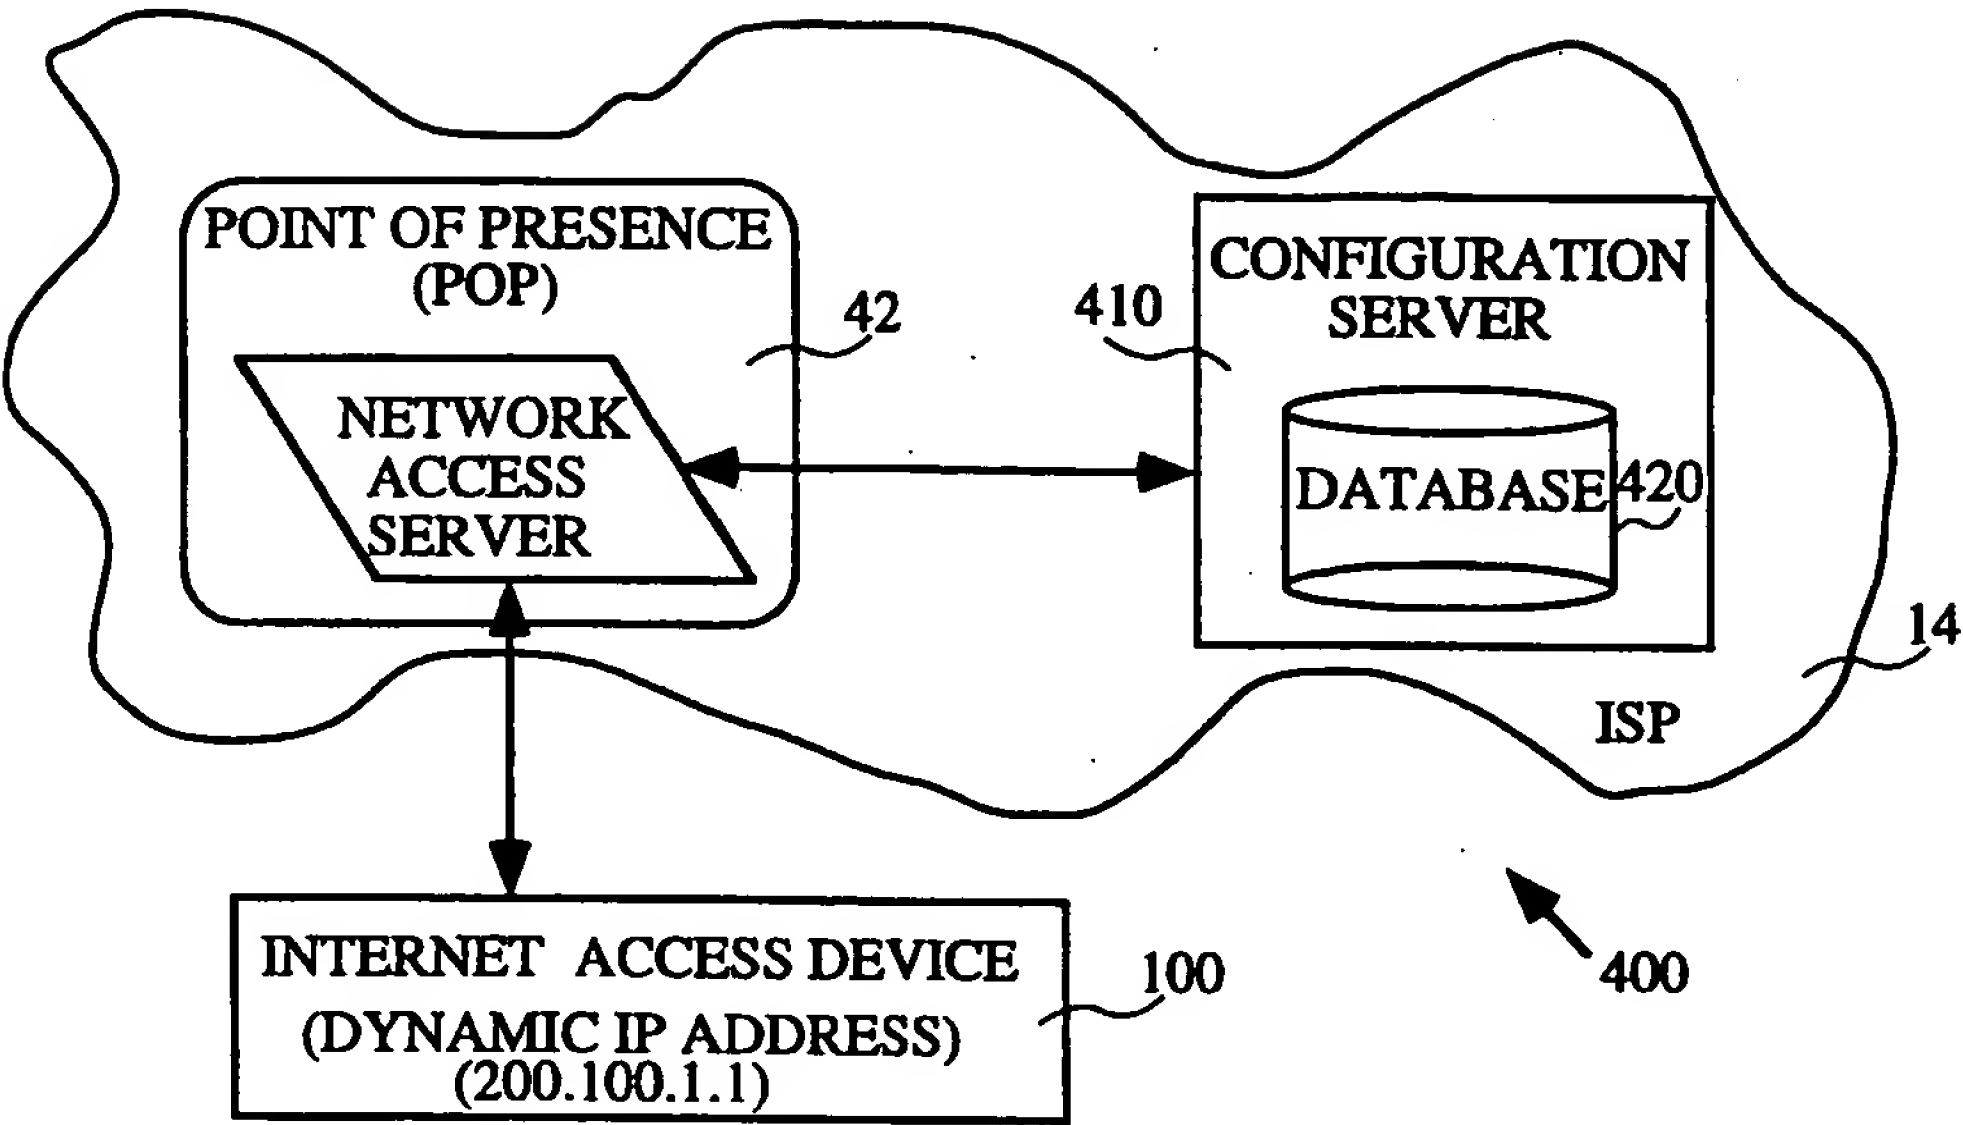 POINT OF PRESENCE
(POP)
42
NETWORK
ACCESS
SERVER
CONFIGURATION
SERVER
410
DATABASE
420
14
ISP
INTERNET ACCESS DEVICE
(DYNAMIC IP ADDRESS)
(200.100.1.1)
100
400